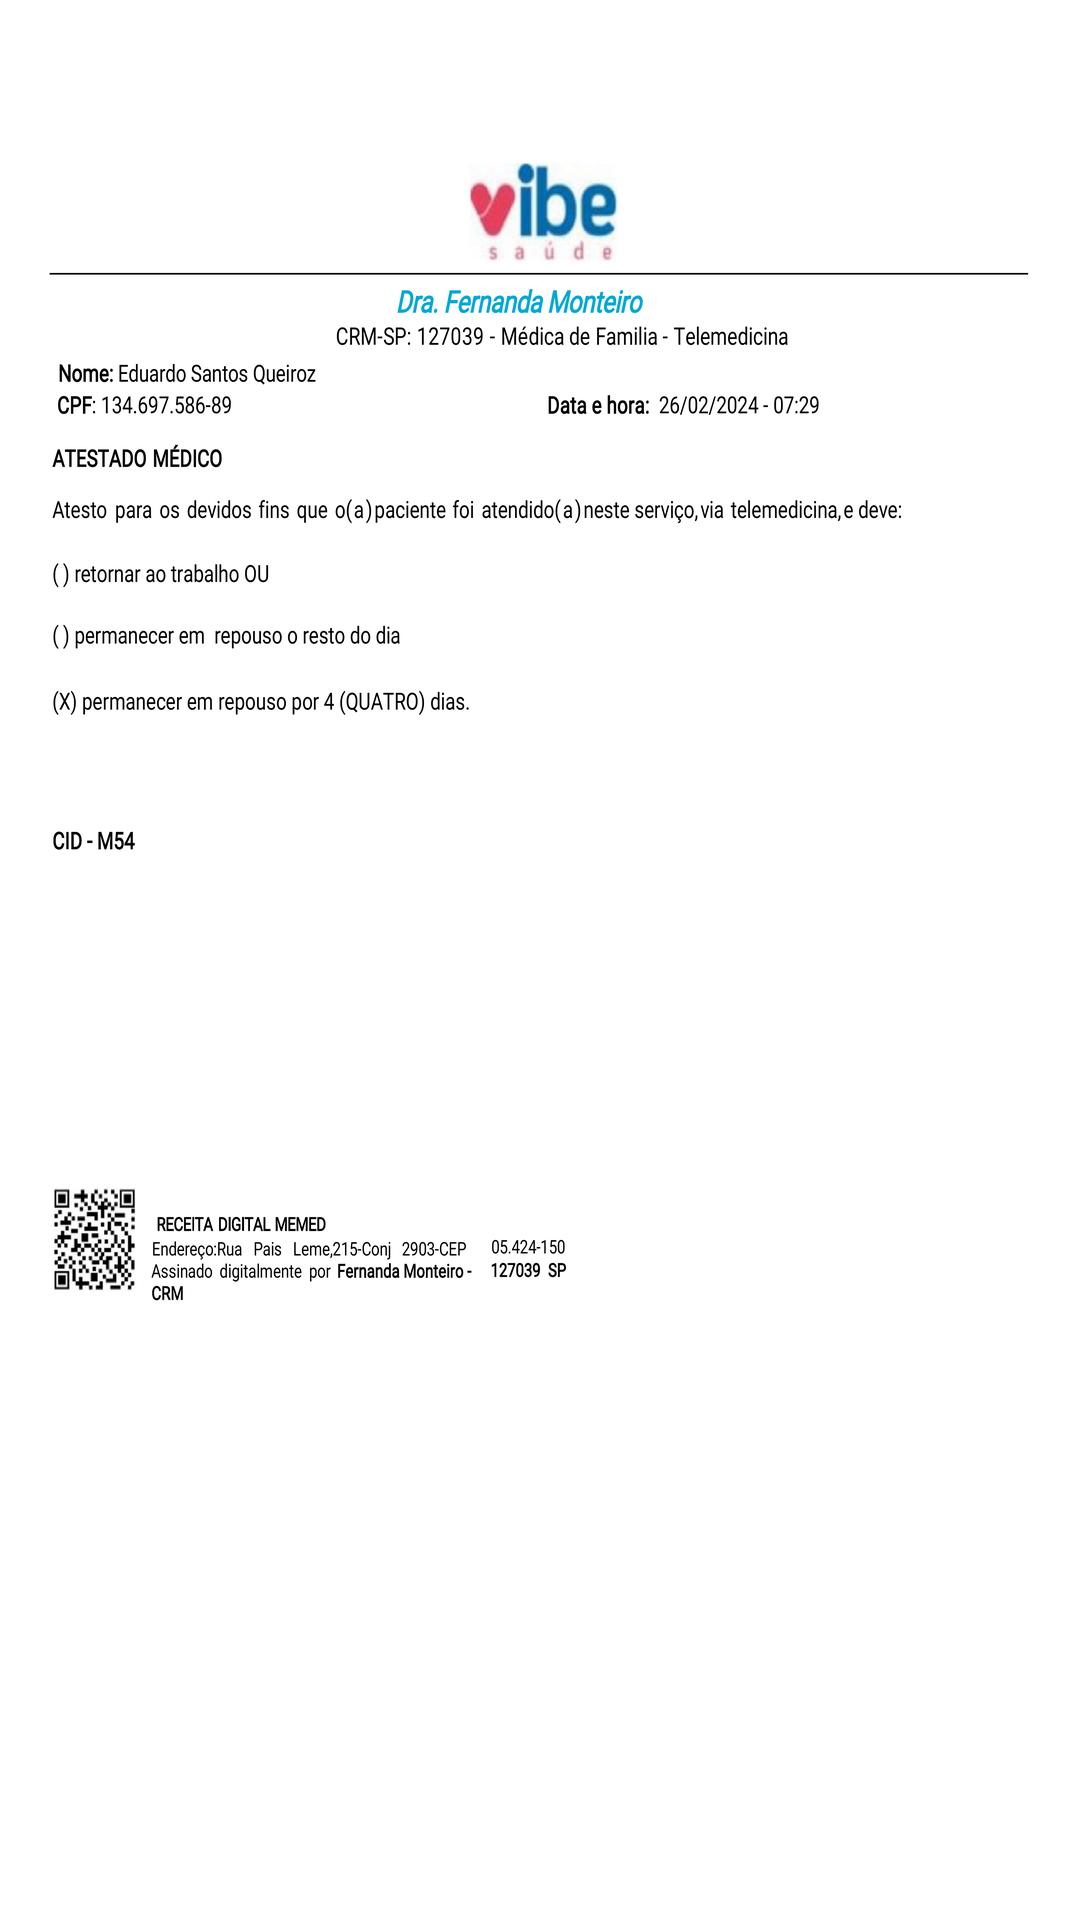 vibe
saúde
Dra. Fernanda Monteiro
CRM-SP: 127039 - Médica de Familia - Telemedicina
Nome: Eduardo Santos Queiroz
CPF: 134.697.586-89 Data e hora: 26/02/2024 - 07:29
ATESTADO MÉDICO
Atesto para os devidos fins que o(a)paciente foi atendido(a)neste serviço,via telemedicina,e deve:
( ) retornar ao trabalho OU
( ) permanecer em repouso o resto do dia
(X) permanecer em repouso por 4 (QUATRO) dias.
CID - M54
RECEITA DIGITAL MEMED
Endereço:Rua Pais Leme,215-Conj 2903-CEP 05.424-150
Assinado digitalmente por Fernanda Monteiro - 127039 SP
CRM